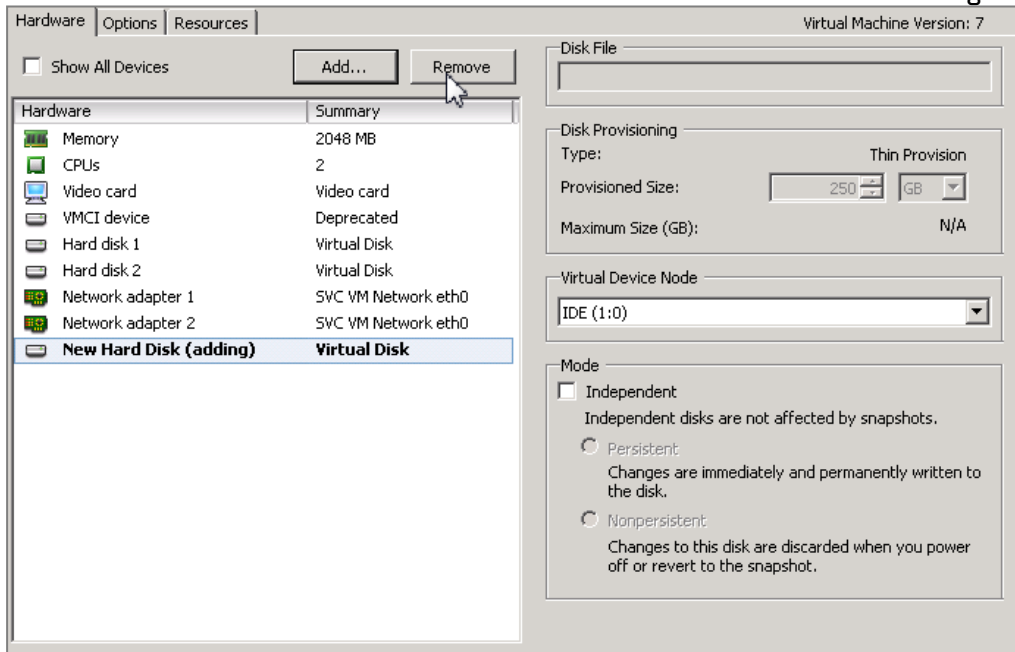 Hardware Options Resources Virtual Machine Version: 7
Show All Devices Add... Remove
Hardware Summary
Memory 2048 MB
CPUs 2
Video card Video card
VMCI device Deprecated
Hard disk 1 Virtual Disk
Hard disk 2 Virtual Disk
Network adapter 1 SVC VM Network eth0
Network adapter 2 SVC VM Network eth0
New Hard Disk (adding) Virtual Disk
Disk File
Disk Provisioning
Type: Thin Provision
Provisioned Size: 250 GB
Maximum Size (GB): N/A
Virtual Device Node
IDE (1:0)
Mode
Independent
Independent disks are not affected by snapshots.
Persistent
Changes are immediately and permanently written to
the disk.
Nonpersistent
Changes to this disk are discarded when you power
off or revert to the snapshot.